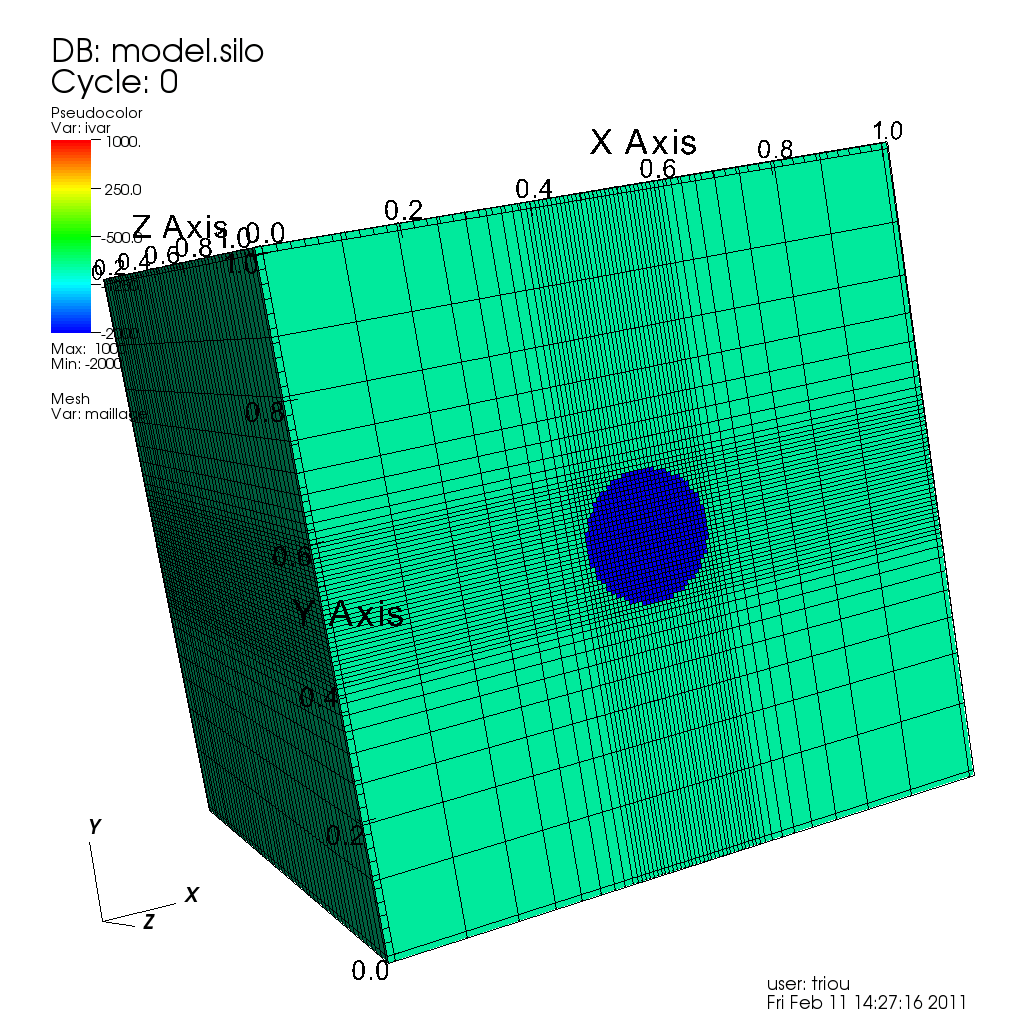 DB: model.silo
Cycle: 0
Pseudocolor
Var: ivar
1000.
250.0
-500.0
Max:
Min: -2000
Mesh
Var: maillage
X Axis
0.2
0.4
0.6
0.8
1.0
Z Axis
0.2
0.4
0.6
0.8
1.0
0.0
1.0
0.8
0.6
Y Axis
0.4
0.2
0.0
Y
X
Z
user: triou
Fri Feb 11 14:27:16 2011